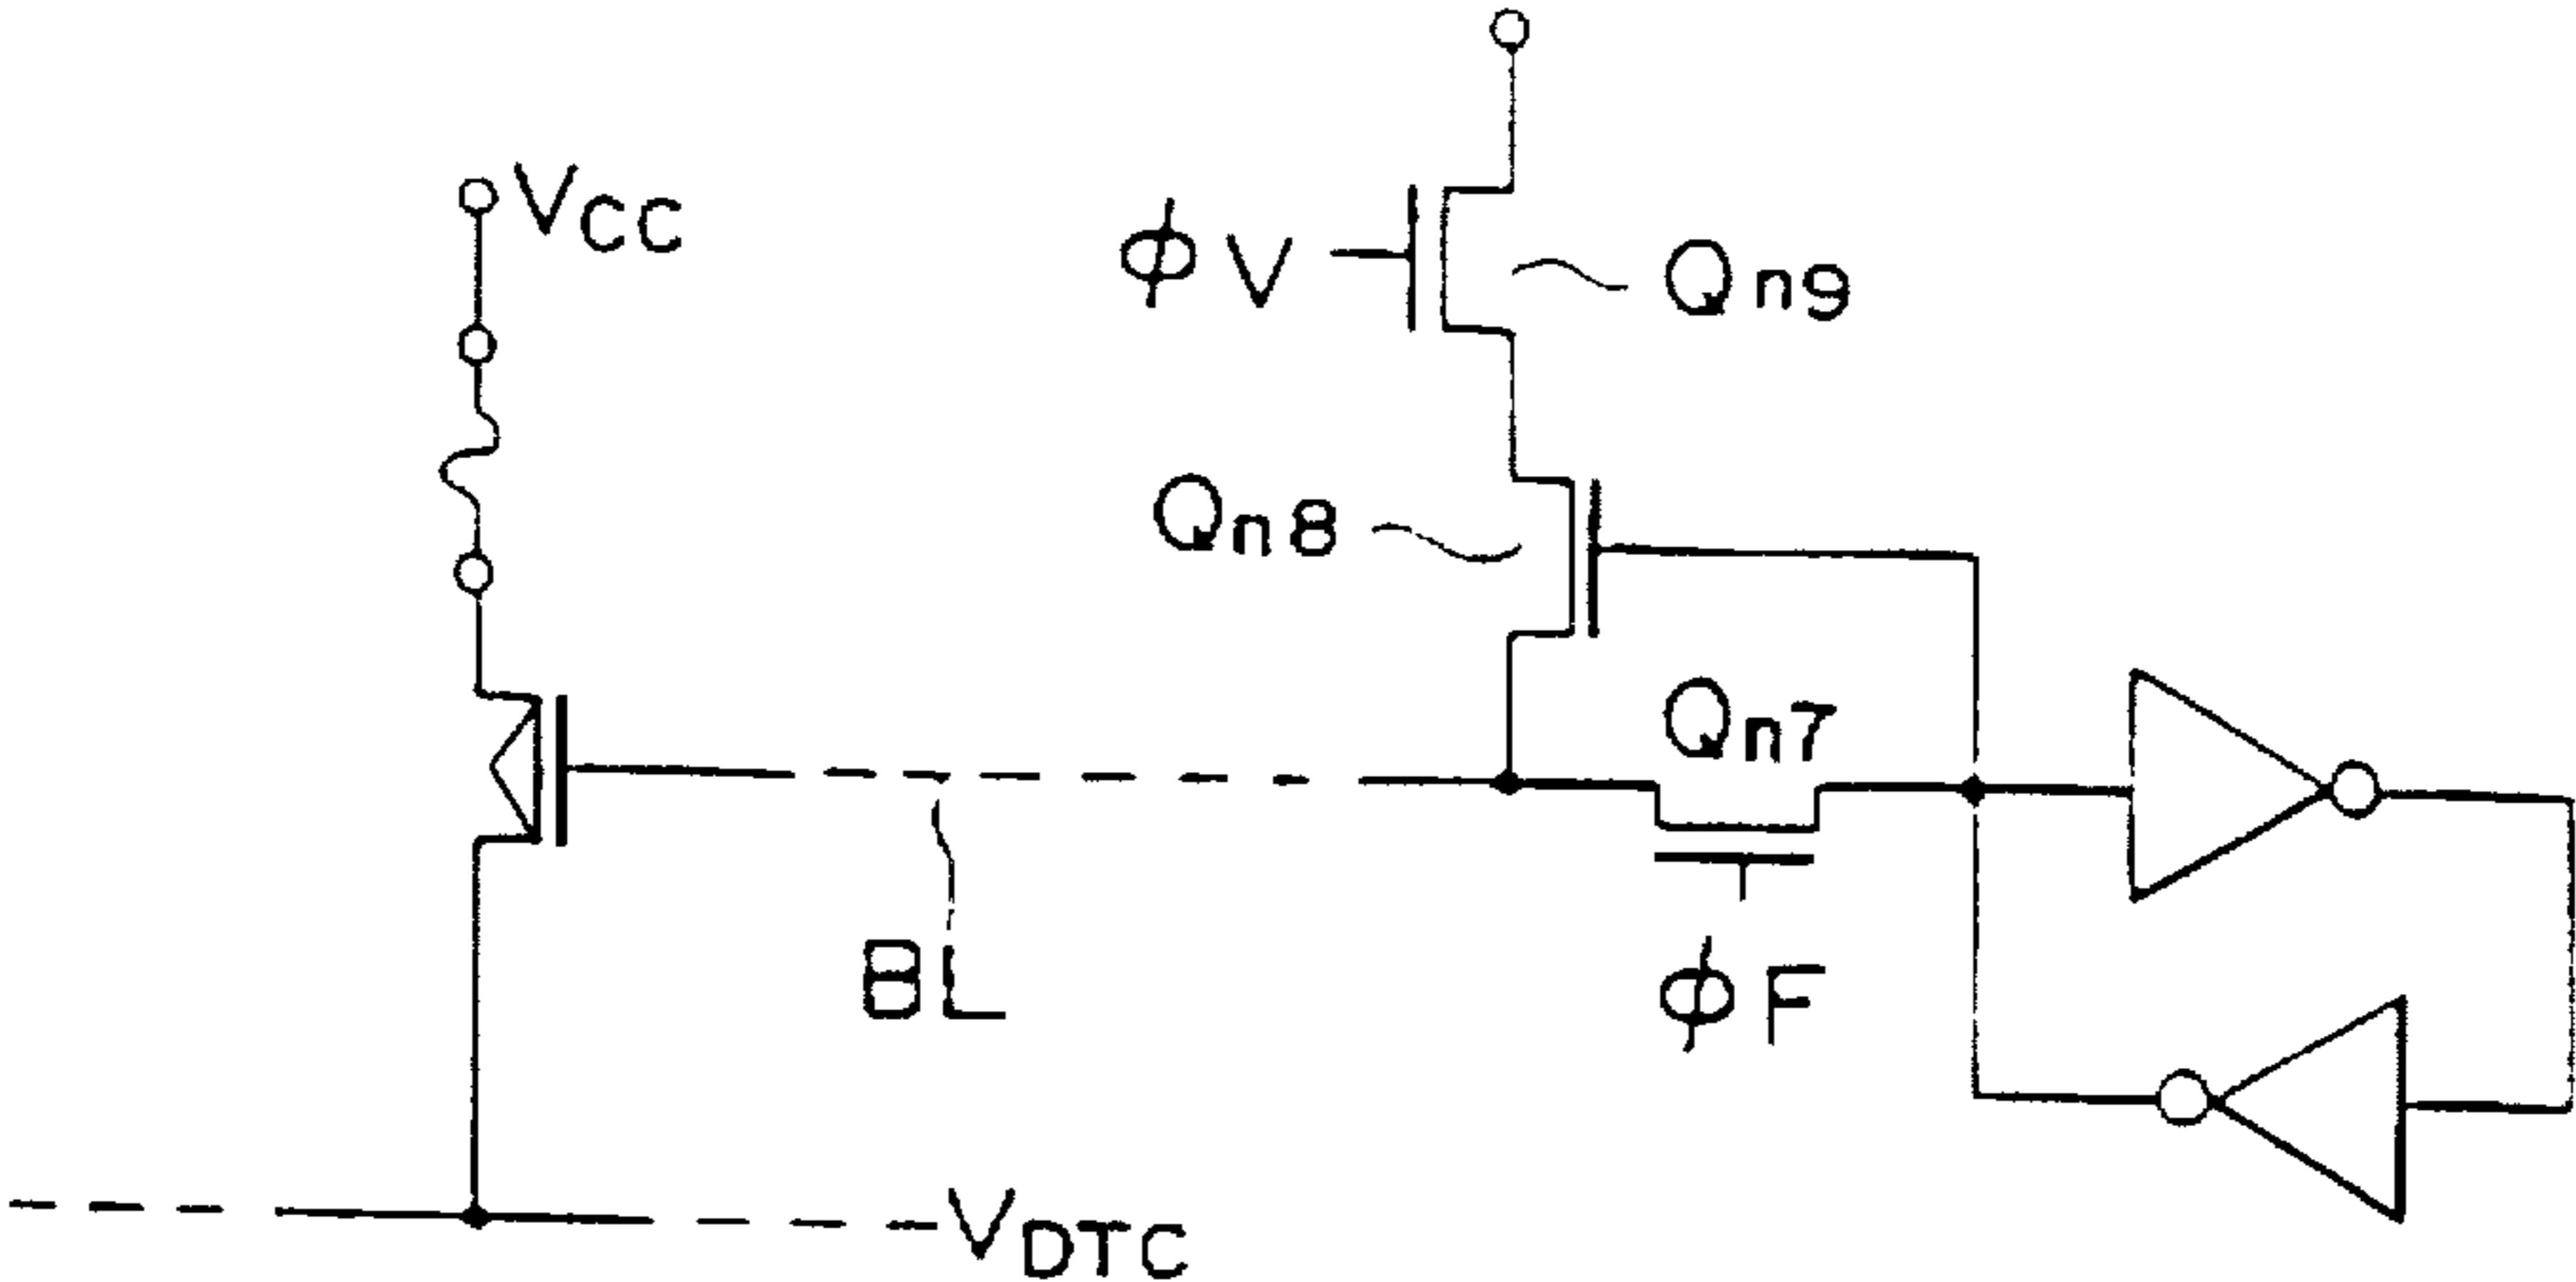 VCC
ϕV
Qn9
Qn8
Qn7
BL
ϕF
VDTC